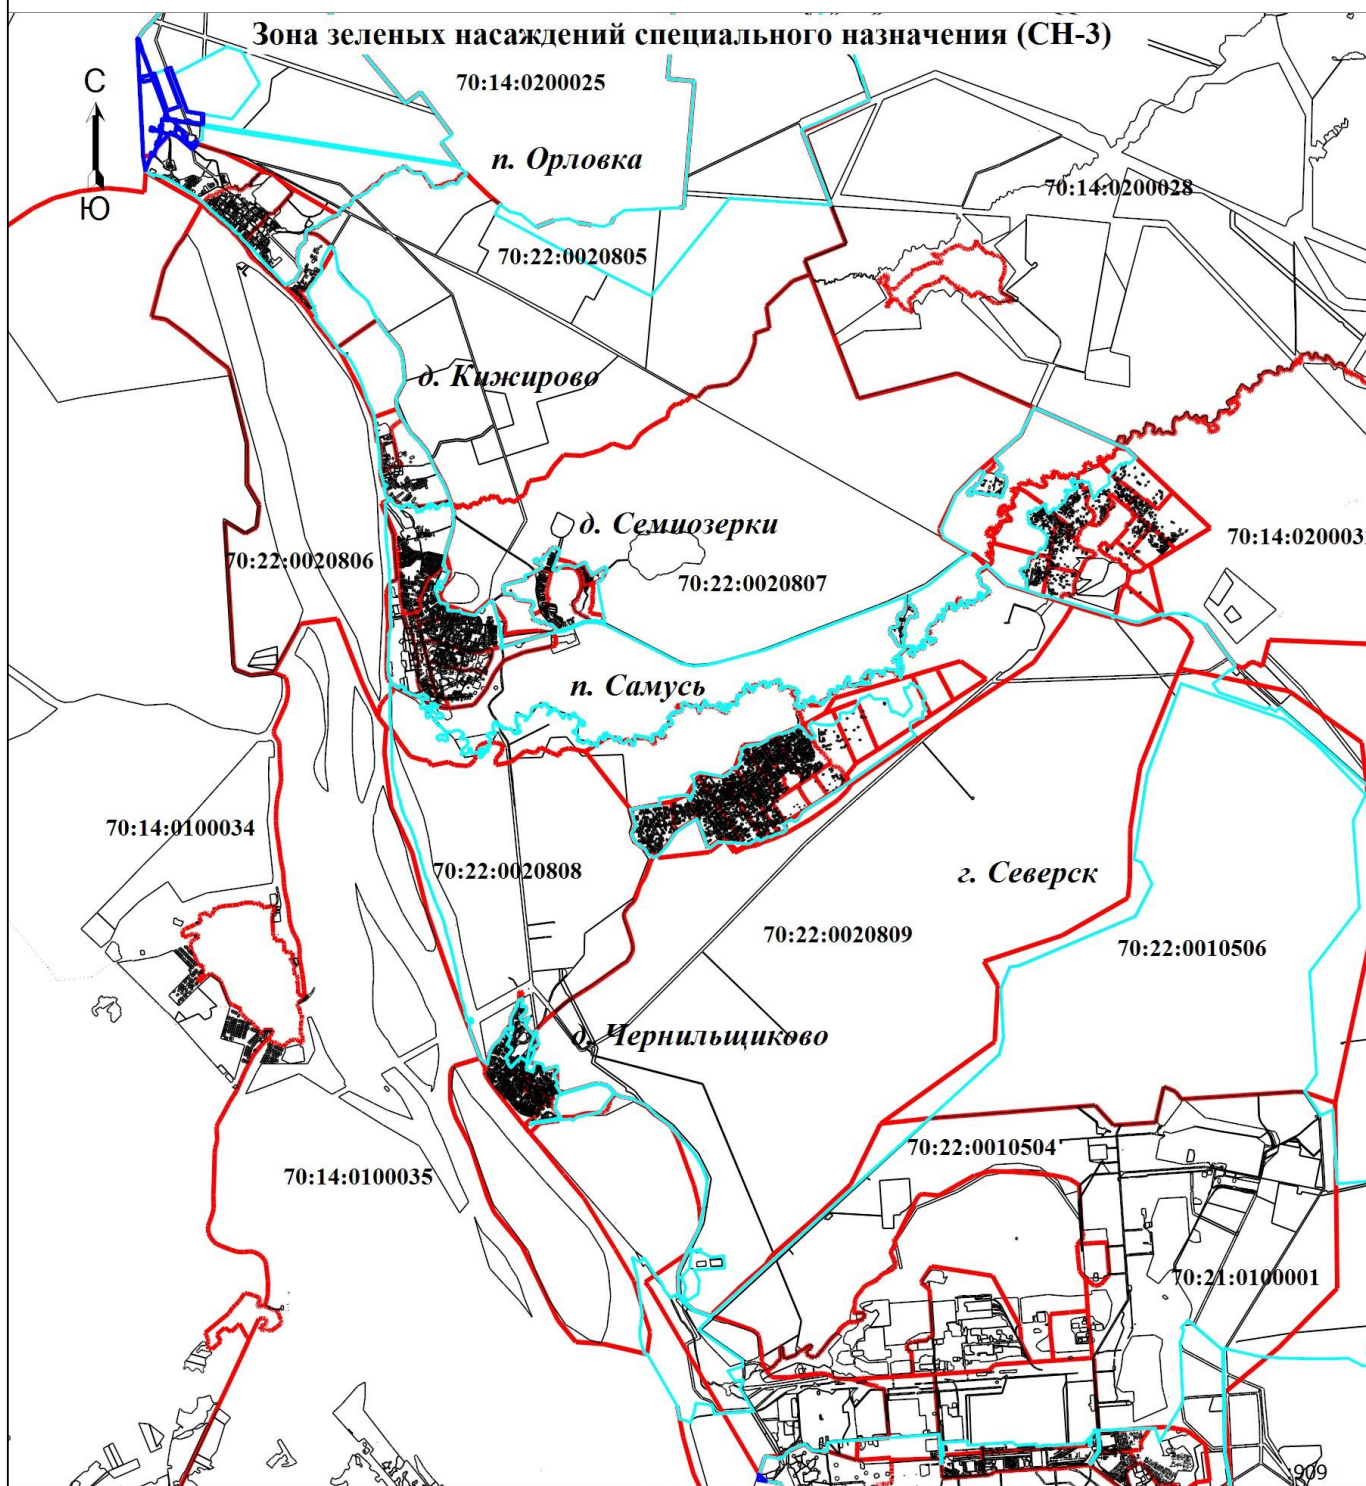 Зона зеленых насаждений специального назначения (СН-3)
С
Ю
70:14:0200025
п. Орловка
70:14:0200028
70:22:0020805
д. Кижирово
д. Семиозерки
70:14:020003
70:22:0020806
70:22:0020807
п. Самусь
70:14:0100034
70:22:0020808
г. Северск
70:22:0020809
70:22:0010506
д. Чернильщиково
70:22:0010504
70:14:0100035
70:21:0100001
909